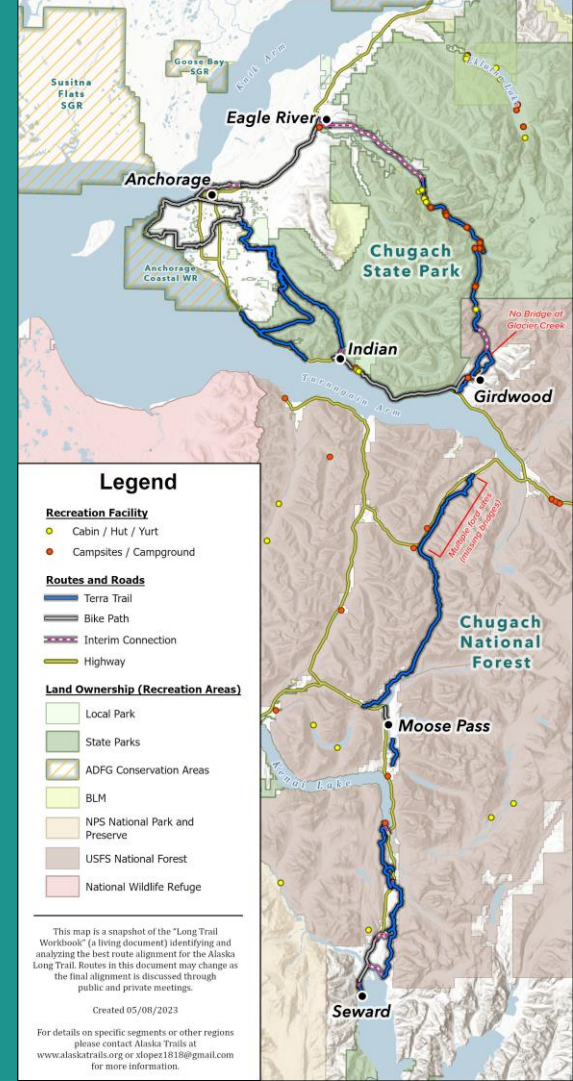 Eklutna Lake
Goose Bay
SGR
Knik Arm
Susitna
Flats
SGR
Eagle River
Anchorage
Chugach
State Park
Anchorage
Coastal WR
No Bridge at
Glacier Creek
Indian
Turnagain Arm
Girdwood
Legend
Recreation Facility
Cabin / Hut / Yurt
Campsites / Campground
Routes and Roads
Terra Trail
Bike Path
Interim Connection
Highway
Land Ownership (Recreation Areas)
Local Park
State Parks
ADFG Conservation Areas
BLM
NPS National Park and
Preserve
USFS National Forest
National Wildlife Refuge
This map is a snapshot of the "Long Trail
Workbook" (a living document) identifying and
analyzing the best route alignment for the Alaska
Long Trail. Routes in this document may change as
the final alignment is discussed through
public and private meetings.
Created 05/08/2023
For details on specific segments or other regions
please contact Alaska Trails at
www.alaskatrails.org or xlopez1818@gmail.com
for more information.
Multiple ford sites
(missing bridges)
Chugach
National
Forest
Moose Pass
Kenai Lake
Seward